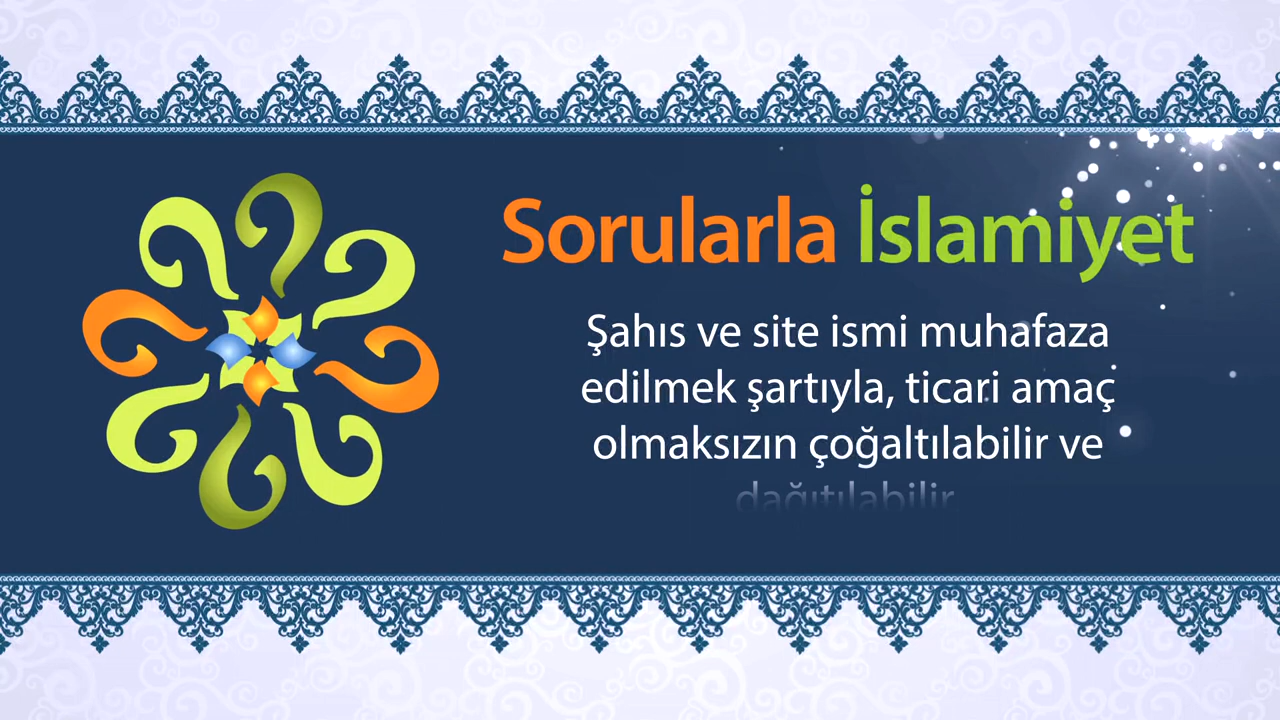 Sorularla İslamiyet
Şahıs ve site ismi muhafaza
edilmek şartıyla, ticari amaç
olmaksızın çoğaltılabilir ve
dağıtılabilir